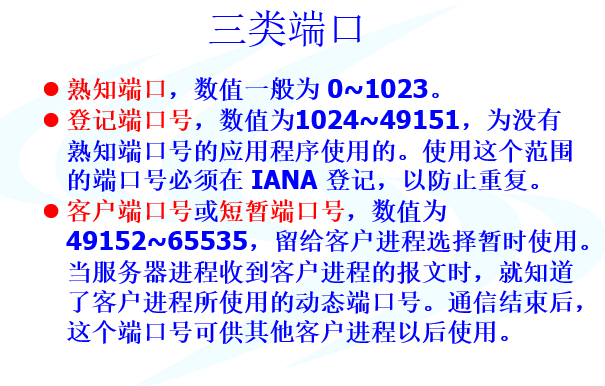 三类端口
熟知端口，数值一般为 0~1023。
登记端口号，数值为1024~49151，为没有
熟知端口号的应用程序使用的。使用这个范围
的端口号必须在 IANA 登记，以防止重复。
客户端口号或短暂端口号，数值为
49152~65535，留给客户进程选择暂时使用。
当服务器进程收到客户进程的报文时，就知道
了客户进程所使用的动态端口号。通信结束后，
这个端口号可供其他客户进程以后使用。